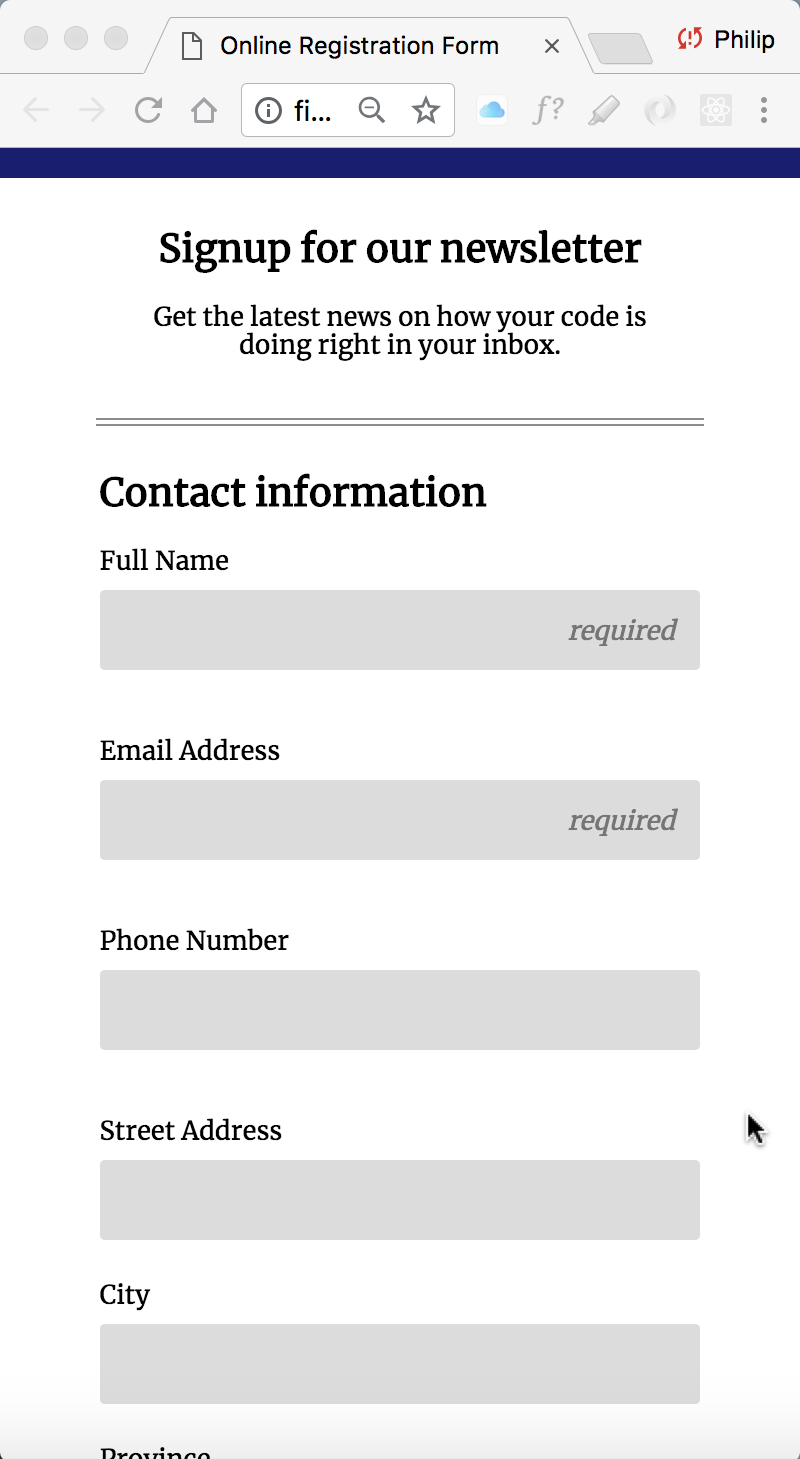 Online Registration Form
Philip
fi...
f?
Signup for our newsletter
Get the latest news on how your code is
doing right in your inbox.
Contact information
Full Name
required
Email Address
required
Phone Number
Street Address
City
Province